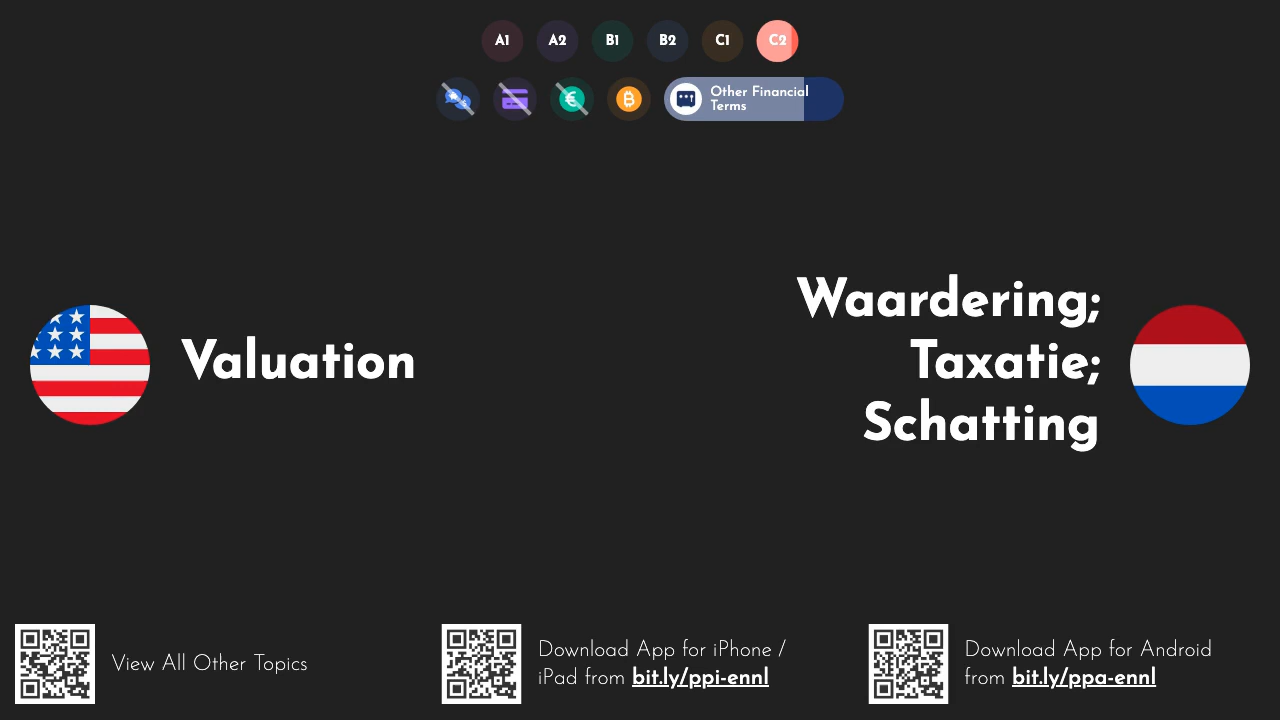 A1 A2 B1 B2 C1 C2
Other Financial
Terms
Valuation
Waardering;
Taxatie;
Schatting
View All Other Topics
Download App for iPhone /
iPad from bit.ly/ppi-ennl
Download App for Android
from bit.ly/ppa-ennl